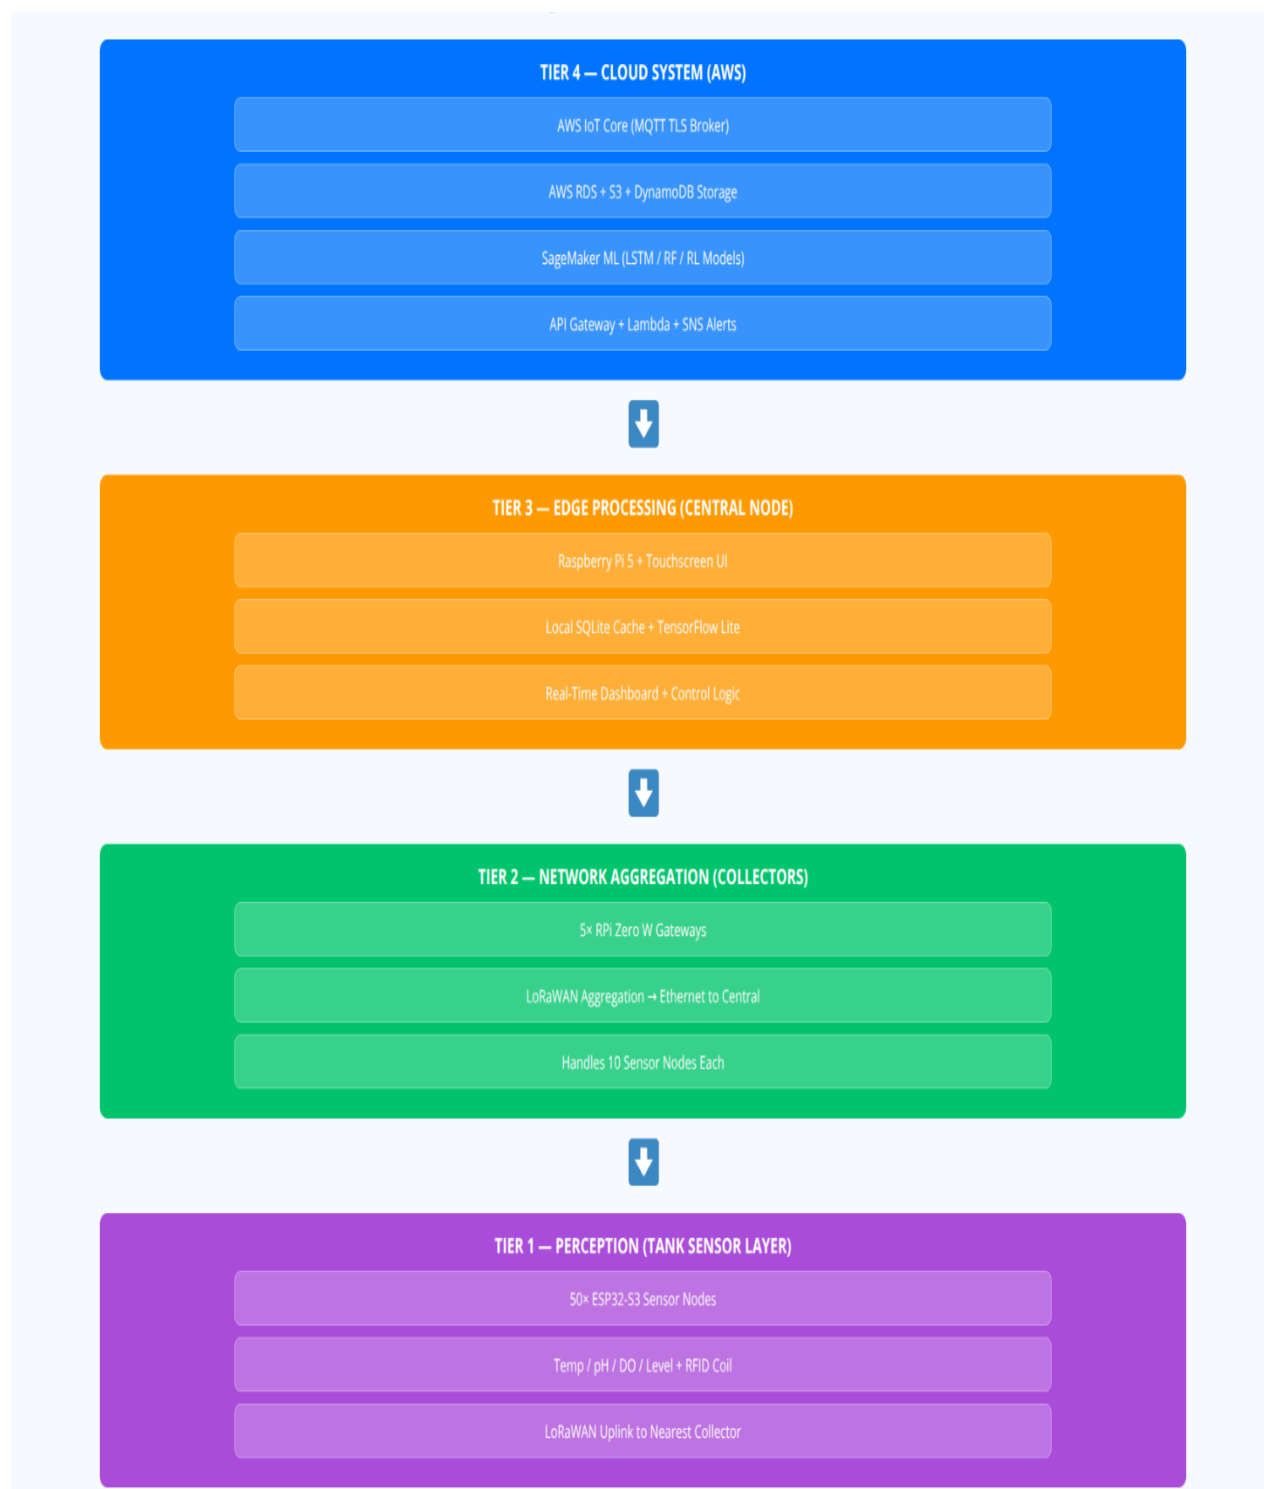 TIER 4 — CLOUD SYSTEM (AWS)
AWS IoT Core (MQTT TLS Broker)
AWS RDS + S3 + DynamoDB Storage
SageMaker ML (LSTM / RF / RL Models)
API Gateway + Lambda + SNS Alerts
TIER 3 — EDGE PROCESSING (CENTRAL NODE)
Raspberry Pi 5 + Touchscreen UI
Local SQLite Cache + TensorFlow Lite
Real-Time Dashboard + Control Logic
TIER 2 — NETWORK AGGREGATION (COLLECTORS)
5× RPi Zero W Gateways
LoRaWAN Aggregation → Ethernet to Central
Handles 10 Sensor Nodes Each
TIER 1 — PERCEPTION (TANK SENSOR LAYER)
50× ESP32-S3 Sensor Nodes
Temp / pH / DO / Level + RFID Coil
LoRaWAN Uplink to Nearest Collector